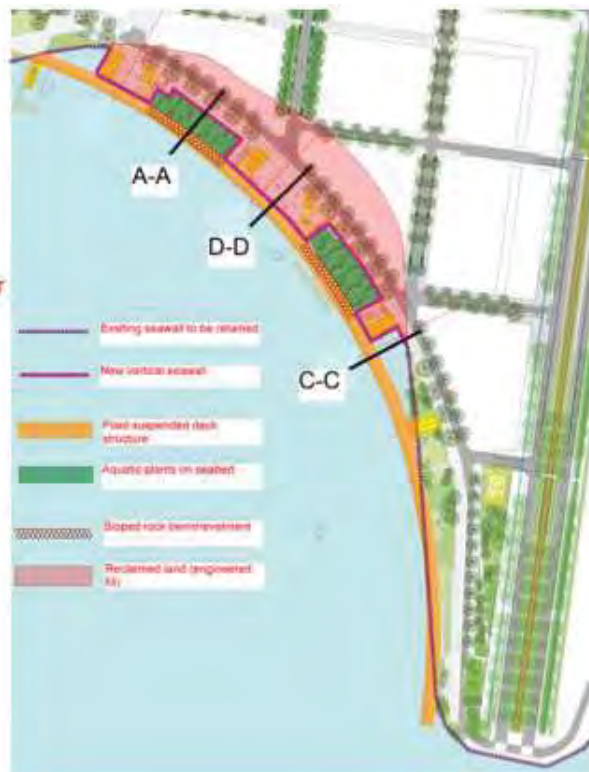 A-A
D-D
r
C-C
Existing seawall to be retained
New vertical seawall
Piled suspended deck
structure
Aquatic plants on seabed
Sloped rock berm/revetment
Reclaimed land (engineered
fill)